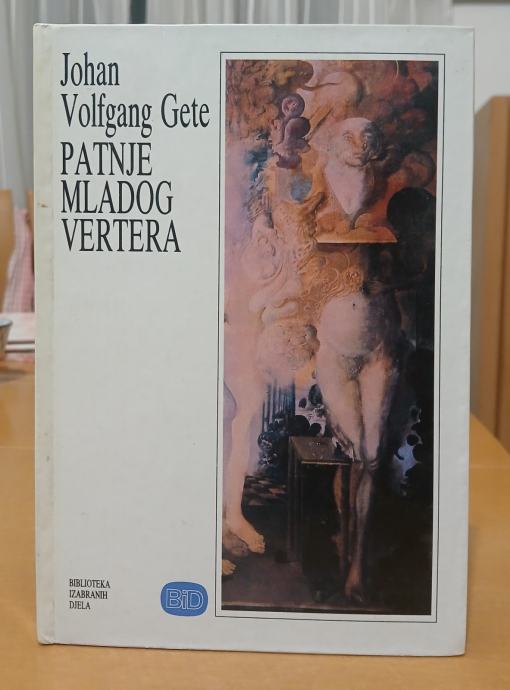 Johan
Volfgang Gete
PATNJE
MLADOG
VERTERA
BIBLIOTEKA
IZABRANIH
DJELA
BiD